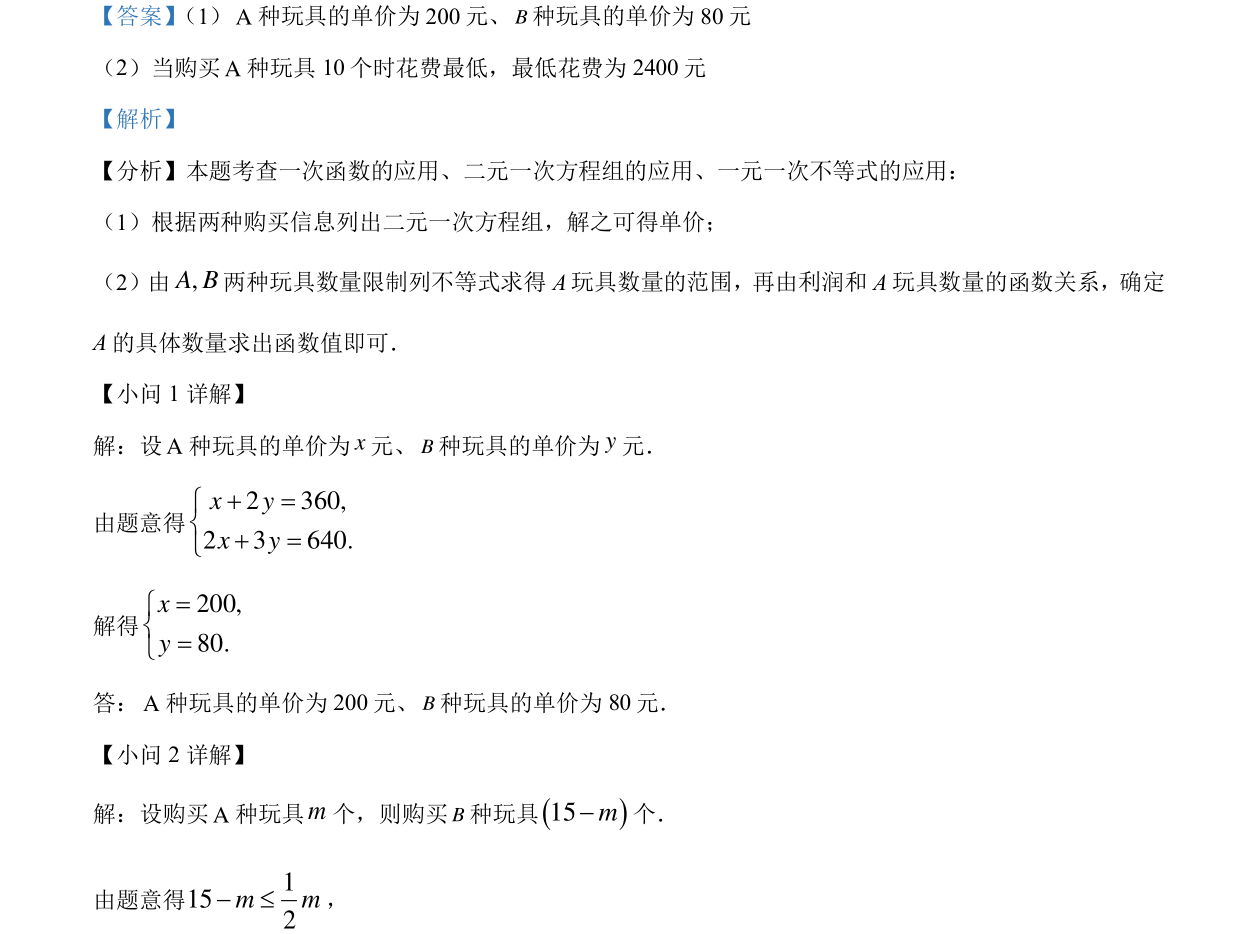 【答案】（1）A 种玩具的单价为 200 元、B 种玩具的单价为 80 元
（2）当购买 A 种玩具 10 个时花费最低，最低花费为 2400 元
【解析】
【分析】本题考查一次函数的应用、二元一次方程组的应用、一元一次不等式的应用：
（1）根据两种购买信息列出二元一次方程组，解之可得单价；
（2）由 A, B 两种玩具数量限制列不等式求得 A 玩具数量的范围，再由利润和 A 玩具数量的函数关系，确定
A 的具体数量求出函数值即可．
【小问 1 详解】
解：设 A 种玩具的单价为 x 元、B 种玩具的单价为 y 元．
由题意得 { x + 2y = 360,
2x + 3y = 640.
解得 { x = 200,
y = 80.
答： A 种玩具的单价为 200 元、B 种玩具的单价为 80 元．
【小问 2 详解】
解：设购买 A 种玩具 m 个，则购买 B 种玩具 (15 − m) 个．
由题意得 15 − m ≤ 1/2 m ，